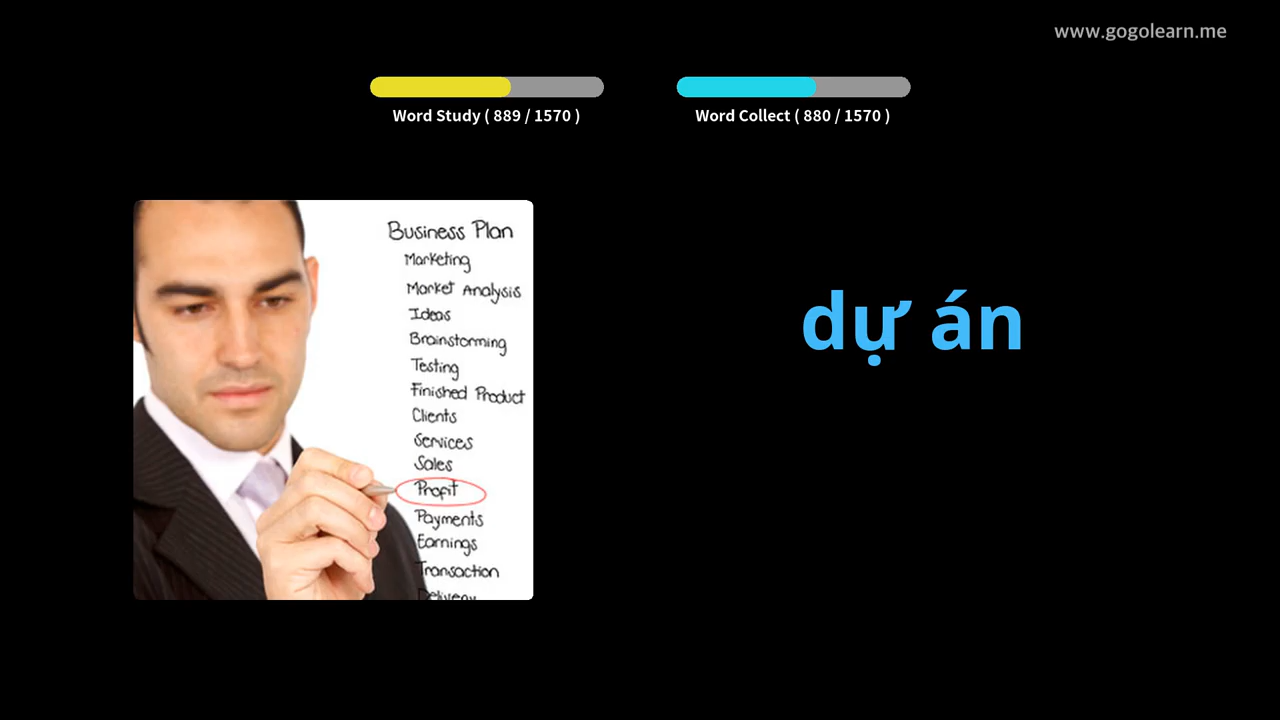 www.gogolearn.me
Word Study ( 889 / 1570 )
Word Collect ( 880 / 1570 )
Business Plan
Marketing
Market Analysis
Ideas
Brainstorming
Testing
Finished Product
Clients
Services
Sales
Profit
Payments
Earnings
Transaction
Delivery
dự án